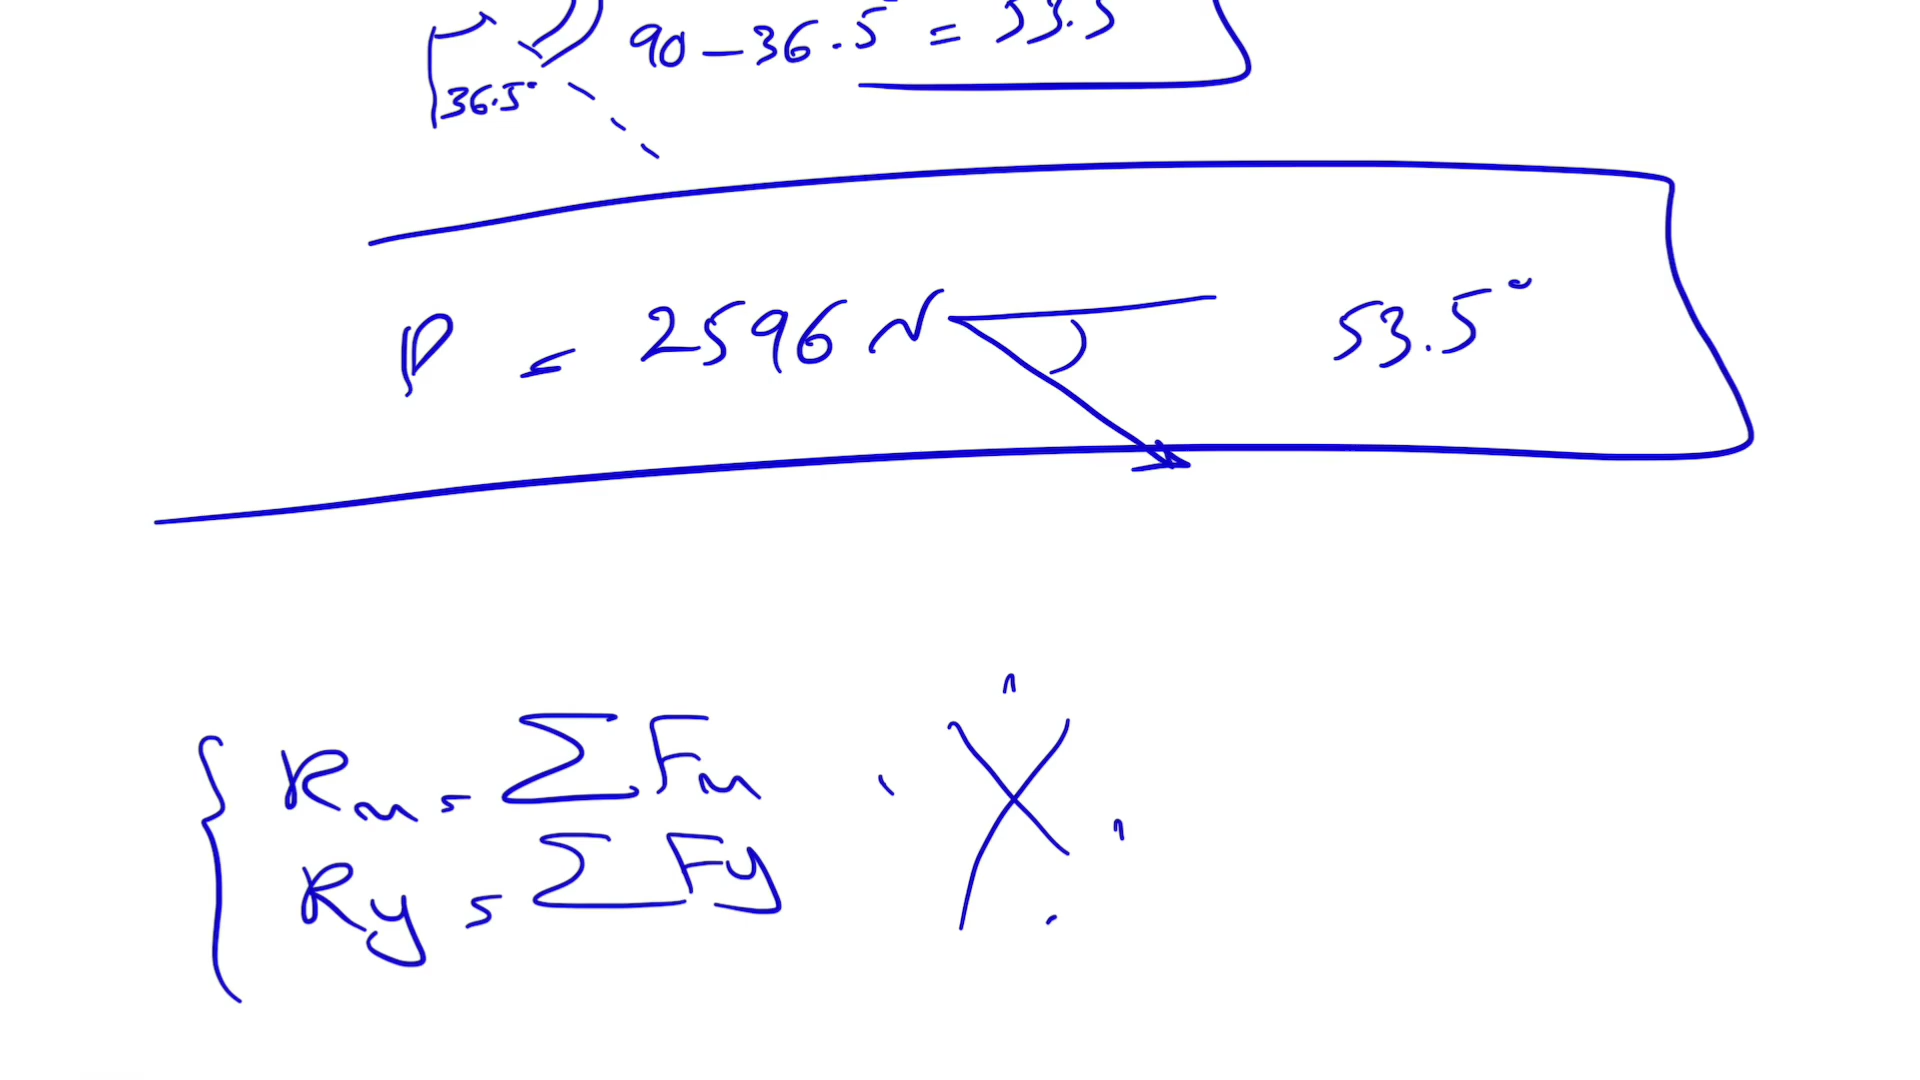 90 - 36.5° = 53.5
36.5°
P = 2596 N 53.5°
Rx = ΣFx
Ry = ΣFy